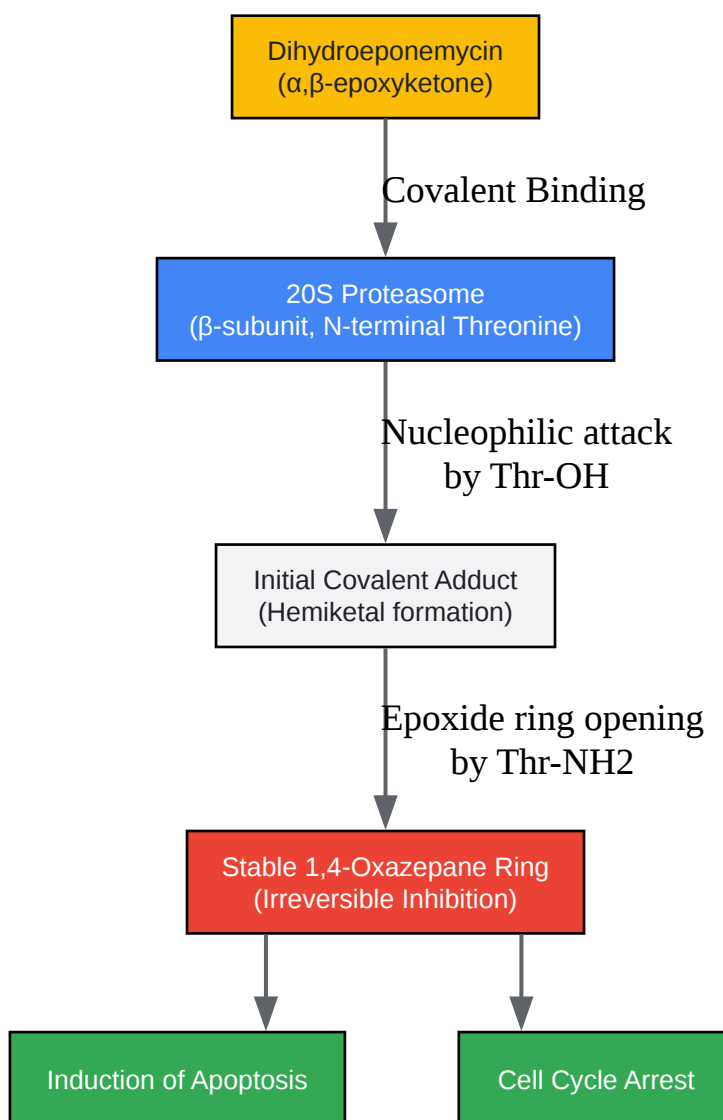 Dihydroeponemycin
(α,β-epoxyketone)
Covalent Binding
20S Proteasome
(β-subunit, N-terminal Threonine)
Nucleophilic attack
by Thr-OH
Initial Covalent Adduct
(Hemiketal formation)
Epoxide ring opening
by Thr-NH2
Stable 1,4-Oxazepane Ring
(Irreversible Inhibition)
Induction of Apoptosis
Cell Cycle Arrest